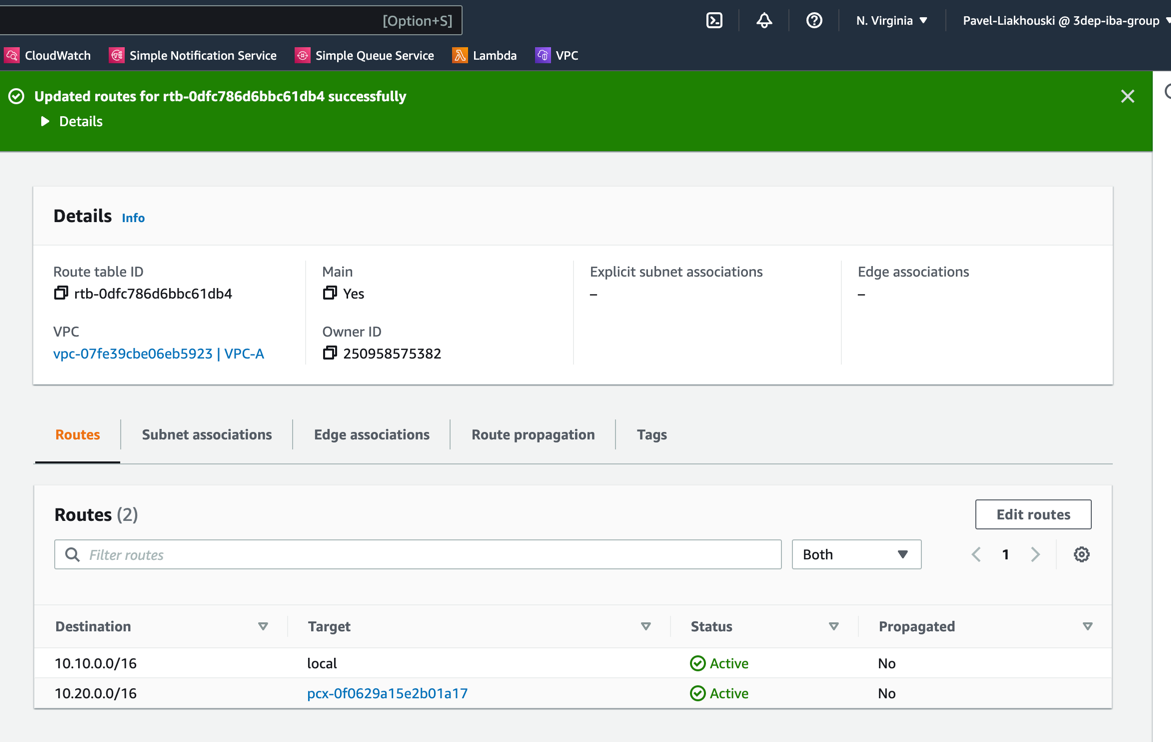 [Option+S]
N. Virginia
Pavel-Liakhouski @ 3dep-iba-group
CloudWatch
Simple Notification Service
Simple Queue Service
Lambda
VPC
Updated routes for rtb-0dfc786d6bbc61db4 successfully
Details
Details Info
Route table ID
rtb-0dfc786d6bbc61db4
Main
Yes
Explicit subnet associations
–
Edge associations
–
VPC
vpc-07fe39cbe06eb5923 | VPC-A
Owner ID
250958575382
Routes
Subnet associations
Edge associations
Route propagation
Tags
Routes (2)
Edit routes
Filter routes
Both
1
Destination Target Status Propagated
10.10.0.0/16 local Active No
10.20.0.0/16 pcx-0f0629a15e2b01a17 Active No